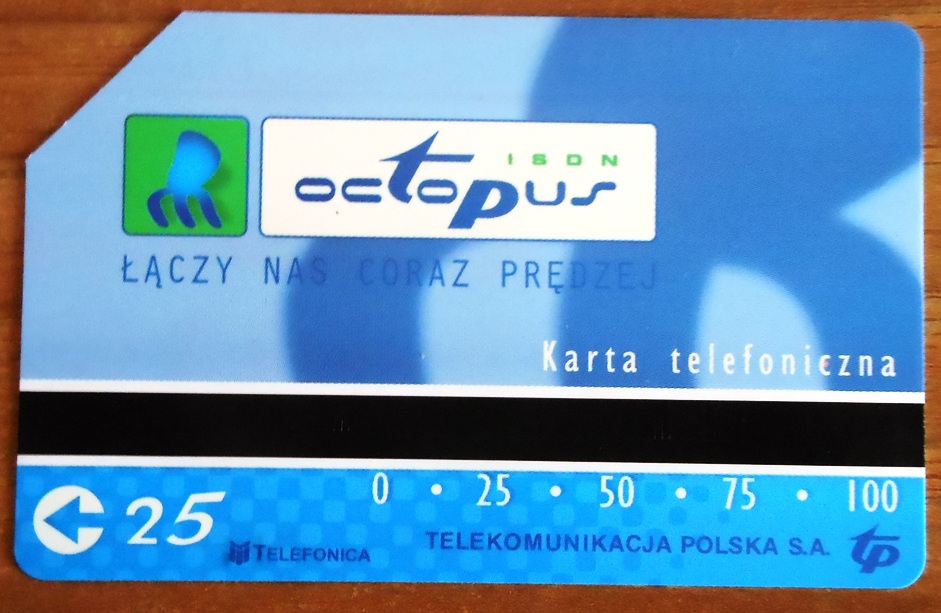 ISDN
octopus
ŁĄCZY NAS CORAZ PRĘDZEJ
Karta telefoniczna
0 • 25 • 50 • 75 • 100
25
TELEFONICA
TELEKOMUNIKACJA POLSKA S.A.
tp